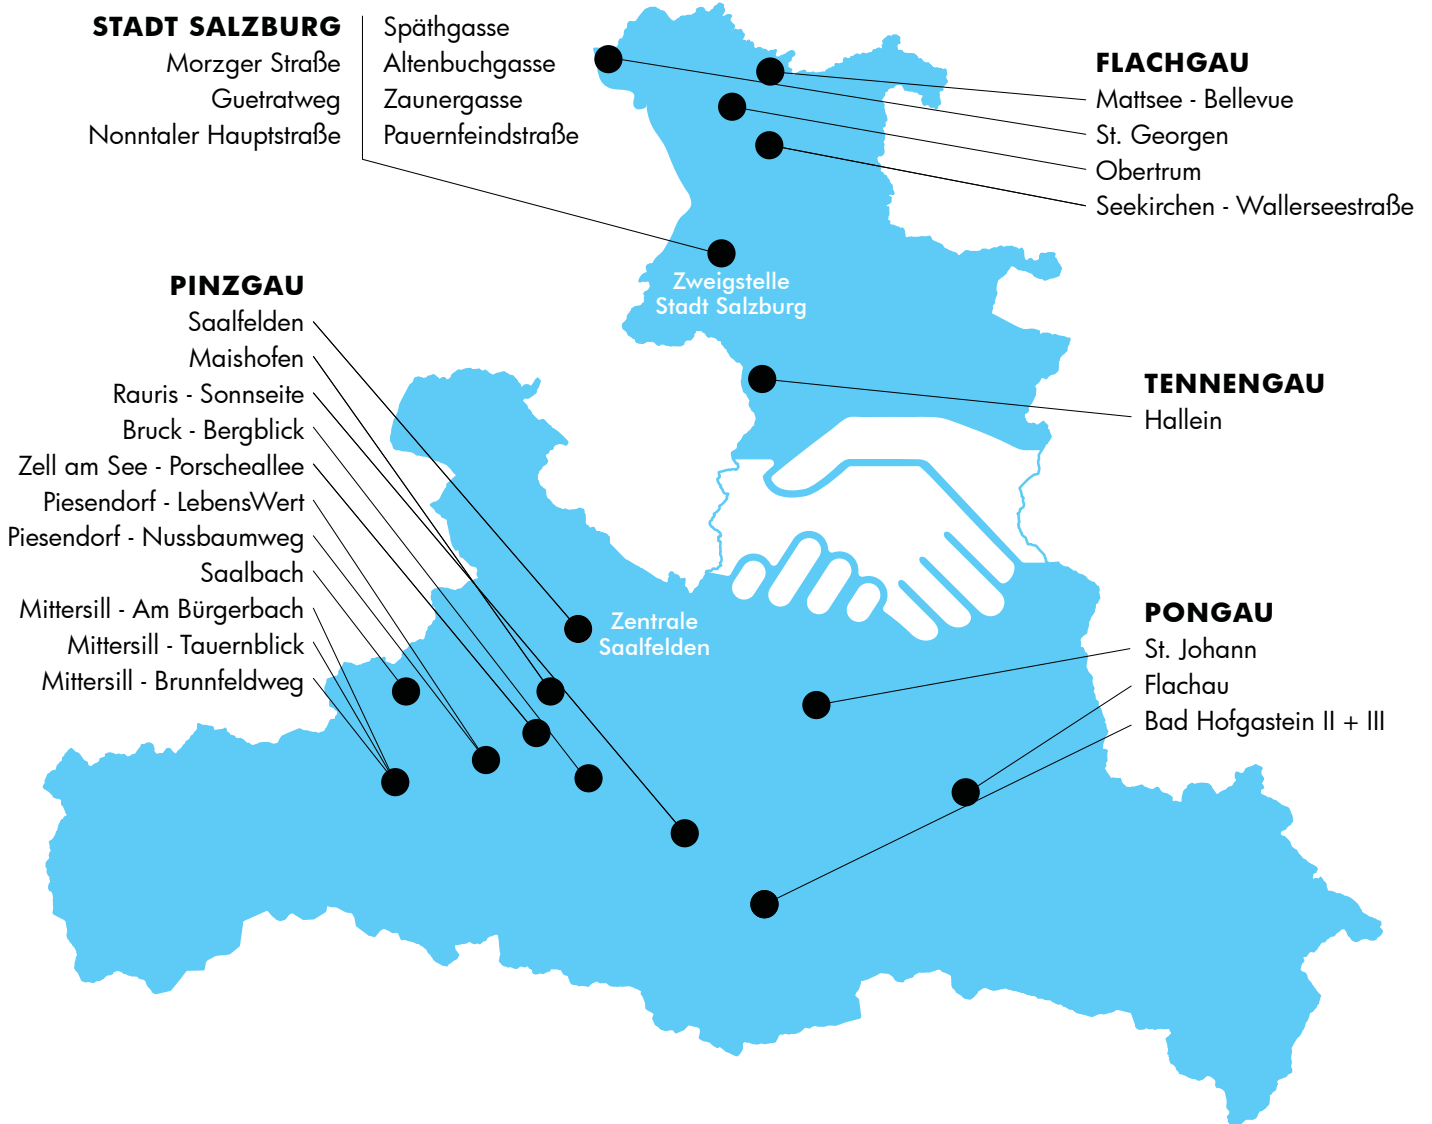 STADT SALZBURG
Morzger Straße
Guetratweg
Nonntaler Hauptstraße
Späthgasse
Altenbuchgasse
Zaunergasse
Pauernfeindstraße
FLACHGAU
Mattsee - Bellevue
St. Georgen
Obertrum
Seekirchen - Wallerseestraße
Zweigstelle
Stadt Salzburg
PINZGAU
Saalfelden
Maishofen
Rauris - Sonnseite
Bruck - Bergblick
Zell am See - Porscheallee
Piesendorf - LebensWert
Piesendorf - Nussbaumweg
Saalbach
Mittersill - Am Bürgerbach
Mittersill - Tauernblick
Mittersill - Brunnfeldweg
TENNENGAU
Hallein
Zentrale
Saalfelden
PONGAU
St. Johann
Flachau
Bad Hofgastein II + III